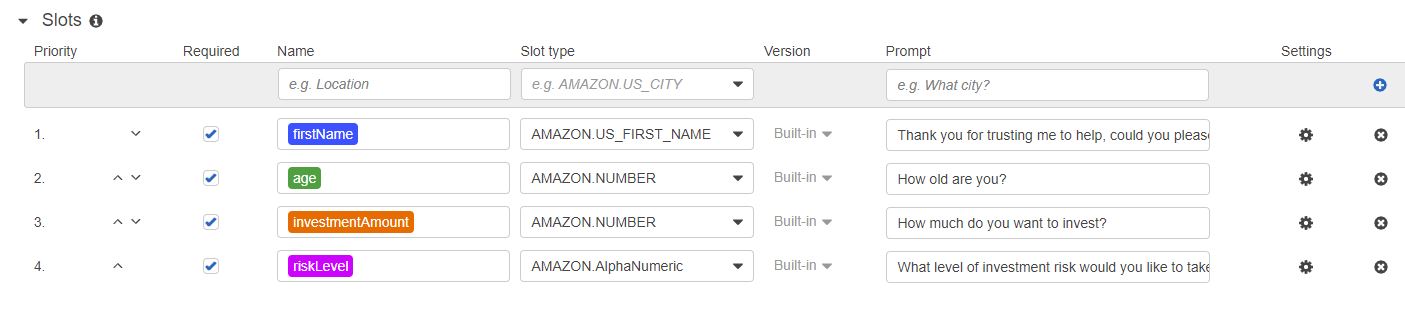 Slots
Priority Required Name Slot type Version Prompt Settings
e.g. Location e.g. AMAZON.US_CITY e.g. What city?
1. firstName AMAZON.US_FIRST_NAME Built-in Thank you for trusting me to help, could you please
2. age AMAZON.NUMBER Built-in How old are you?
3. investmentAmount AMAZON.NUMBER Built-in How much do you want to invest?
4. riskLevel AMAZON.AlphaNumeric Built-in What level of investment risk would you like to take